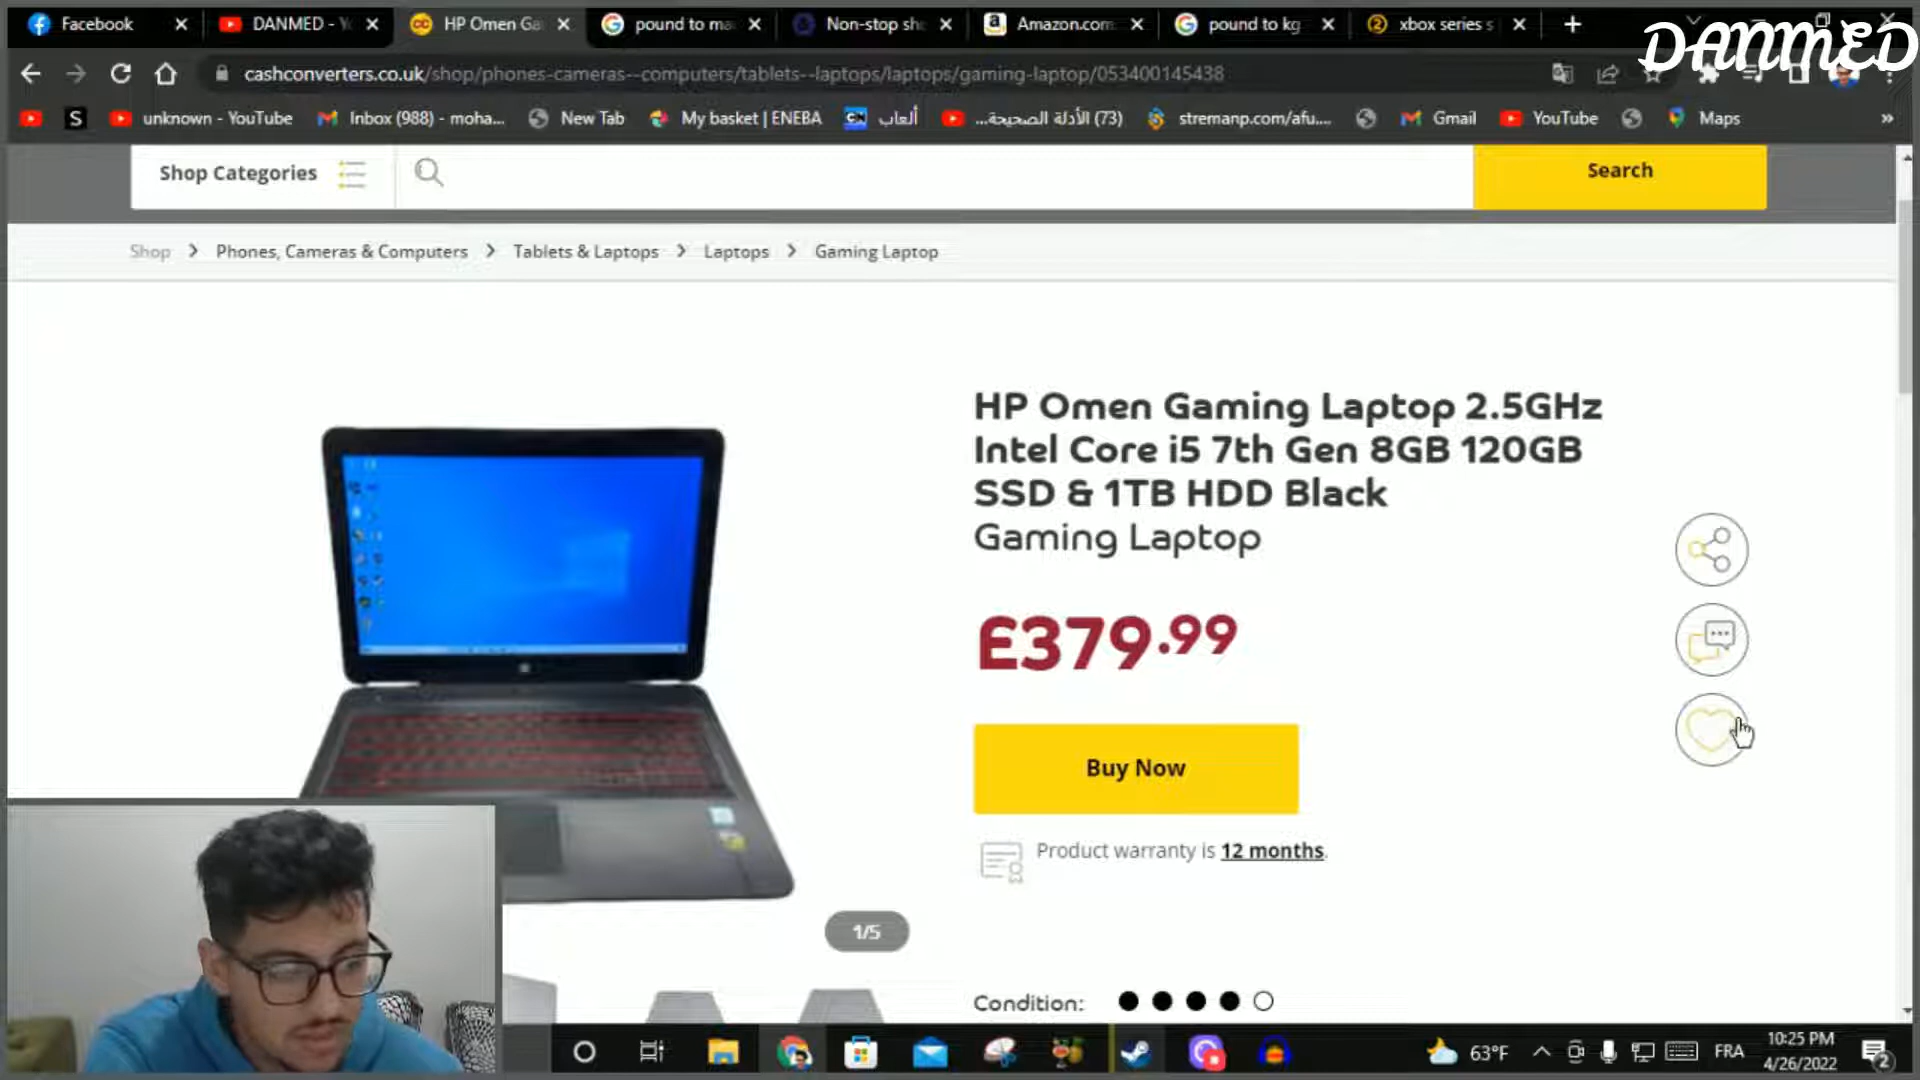 Facebook
DANMED - Y
HP Omen Ga
pound to ma
Non-stop sh
Amazon.com
pound to kg
xbox series s
DANMED
cashconverters.co.uk/shop/phones-cameras--computers/tablets--laptops/laptops/gaming-laptop/053400145438
unknown - YouTube
Inbox (988) - moha...
New Tab
My basket | ENEBA
ألعاب
(73) الأدلة الصحيحة...
stremanp.com/afu....
Gmail
YouTube
Maps
»
Shop Categories
Search
Shop > Phones, Cameras & Computers > Tablets & Laptops > Laptops > Gaming Laptop
HP Omen Gaming Laptop 2.5GHz
Intel Core i5 7th Gen 8GB 120GB
SSD & 1TB HDD Black
Gaming Laptop
£379.99
Buy Now
Product warranty is 12 months.
1/5
Condition:
63°F
FRA
10:25 PM
4/26/2022
2